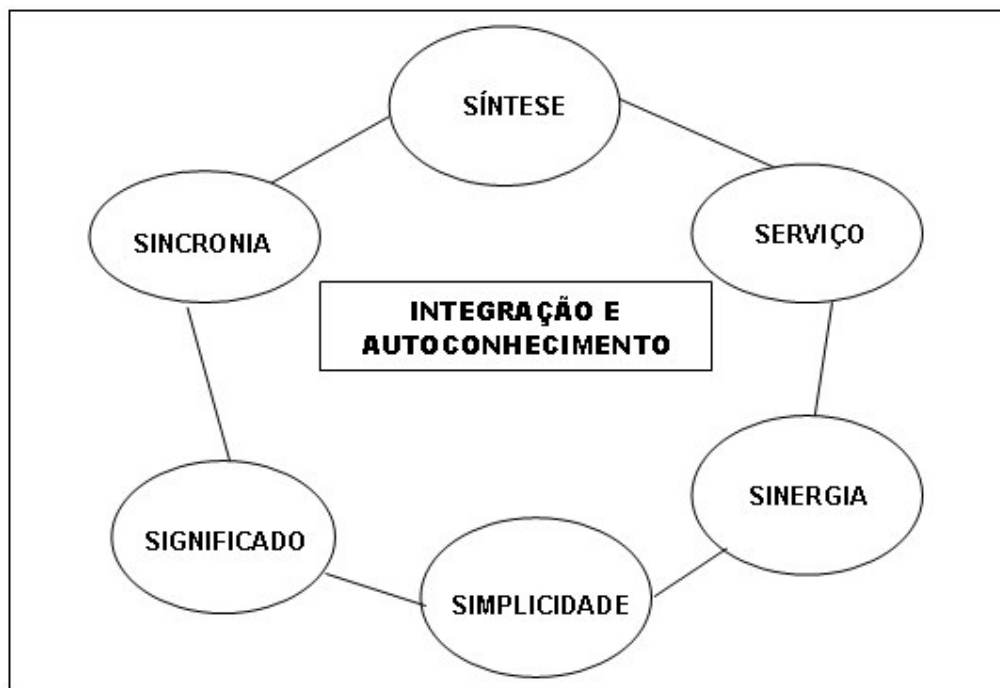 SÍNTESE
SINCRONIA
SERVIÇO
INTEGRAÇÃO E
AUTOCONHECIMENTO
SINERGIA
SIGNIFICADO
SIMPLICIDADE